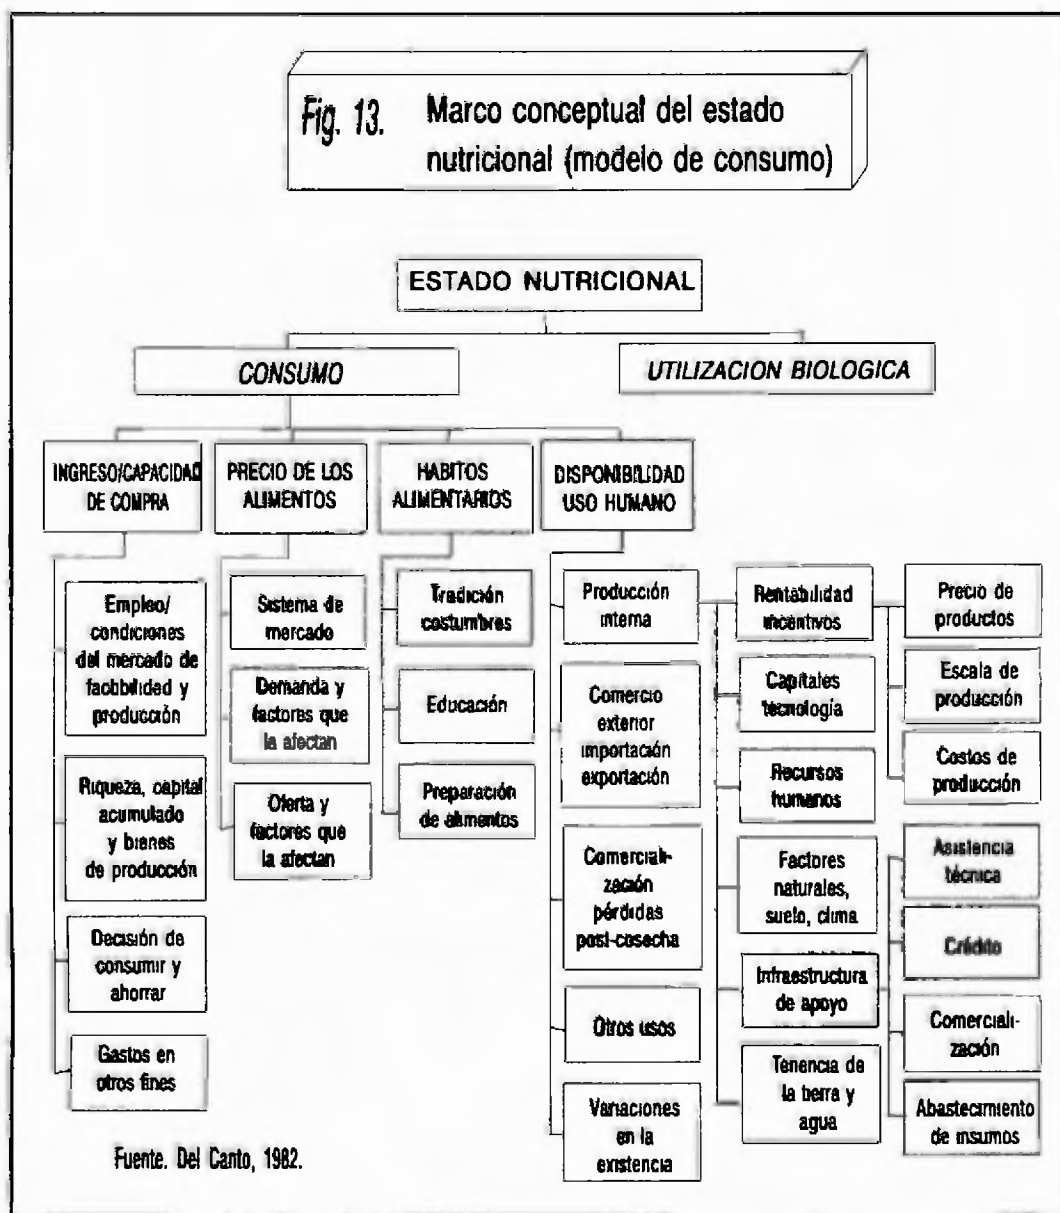 Fig. 13. Marco conceptual del estado
nutricional (modelo de consumo)
ESTADO NUTRICIONAL
CONSUMO
UTILIZACION BIOLOGICA
INGRESO/CAPACIDAD
DE COMPRA
PRECIO DE LOS
ALIMENTOS
HABITOS
ALIMENTARIOS
DISPONIBILIDAD
USO HUMANO
Empleo/
condiciones
del mercado de
factibilidad y
producción
Riqueza, capital
acumulado
y bienes
de producción
Decisión de
consumir y
ahorrar
Gastos en
otros fines
Sistema de
mercado
Demanda y
factores que
la afectan
Oferta y
factores que
la afectan
Tradición
costumbres
Educación
Preparación
de alimentos
Producción
interna
Comercio
exterior
importación
exportación
Comerciali-
zación
pérdidas
post-cosecha
Otros usos
Variaciones
en la
existencia
Rentabilidad
incentivos
Capitales
tecnología
Recursos
humanos
Factores
naturales,
suelo, clima
Infraestructura
de apoyo
Tenencia de
la tierra y
agua
Precio de
productos
Escala de
producción
Costos de
producción
Asistencia
técnica
Crédito
Comerciali-
zación
Abastecimiento
de insumos
Fuente. Del Canto, 1982.